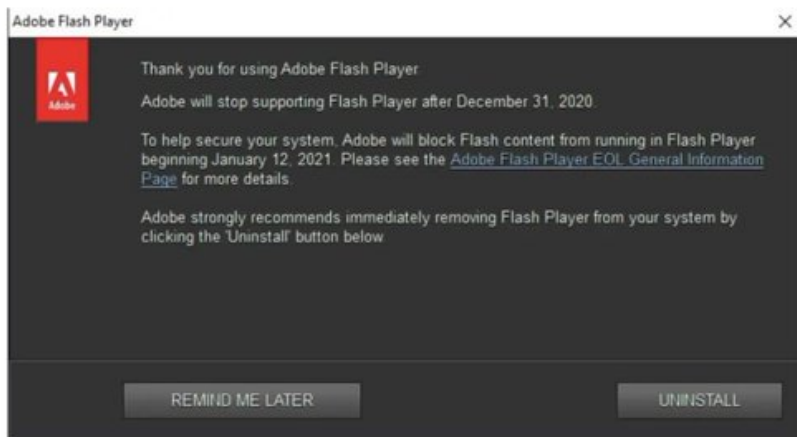 Adobe Flash Player
Adobe
Thank you for using Adobe Flash Player
Adobe will stop supporting Flash Player after December 31, 2020.
To help secure your system, Adobe will block Flash content from running in Flash Player
beginning January 12, 2021. Please see the Adobe Flash Player EOL General Information
Page for more details.
Adobe strongly recommends immediately removing Flash Player from your system by
clicking the 'Uninstall' button below
REMIND ME LATER
UNINSTALL